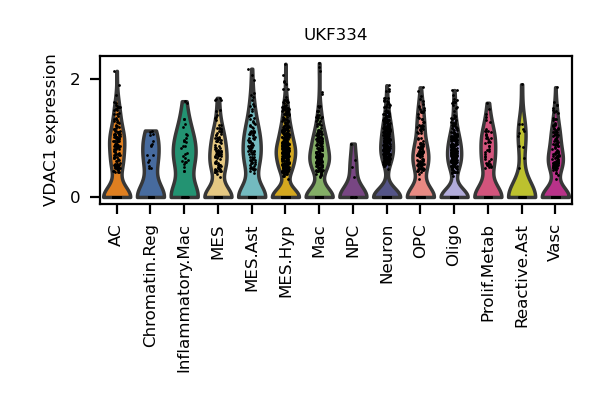 UKF334
VDAC1 expression
2
0
AC
Chromatin.Reg
Inflammatory.Mac
MES
MES.Ast
MES.Hyp
Mac
NPC
Neuron
OPC
Oligo
Prolif.Metab
Reactive.Ast
Vasc